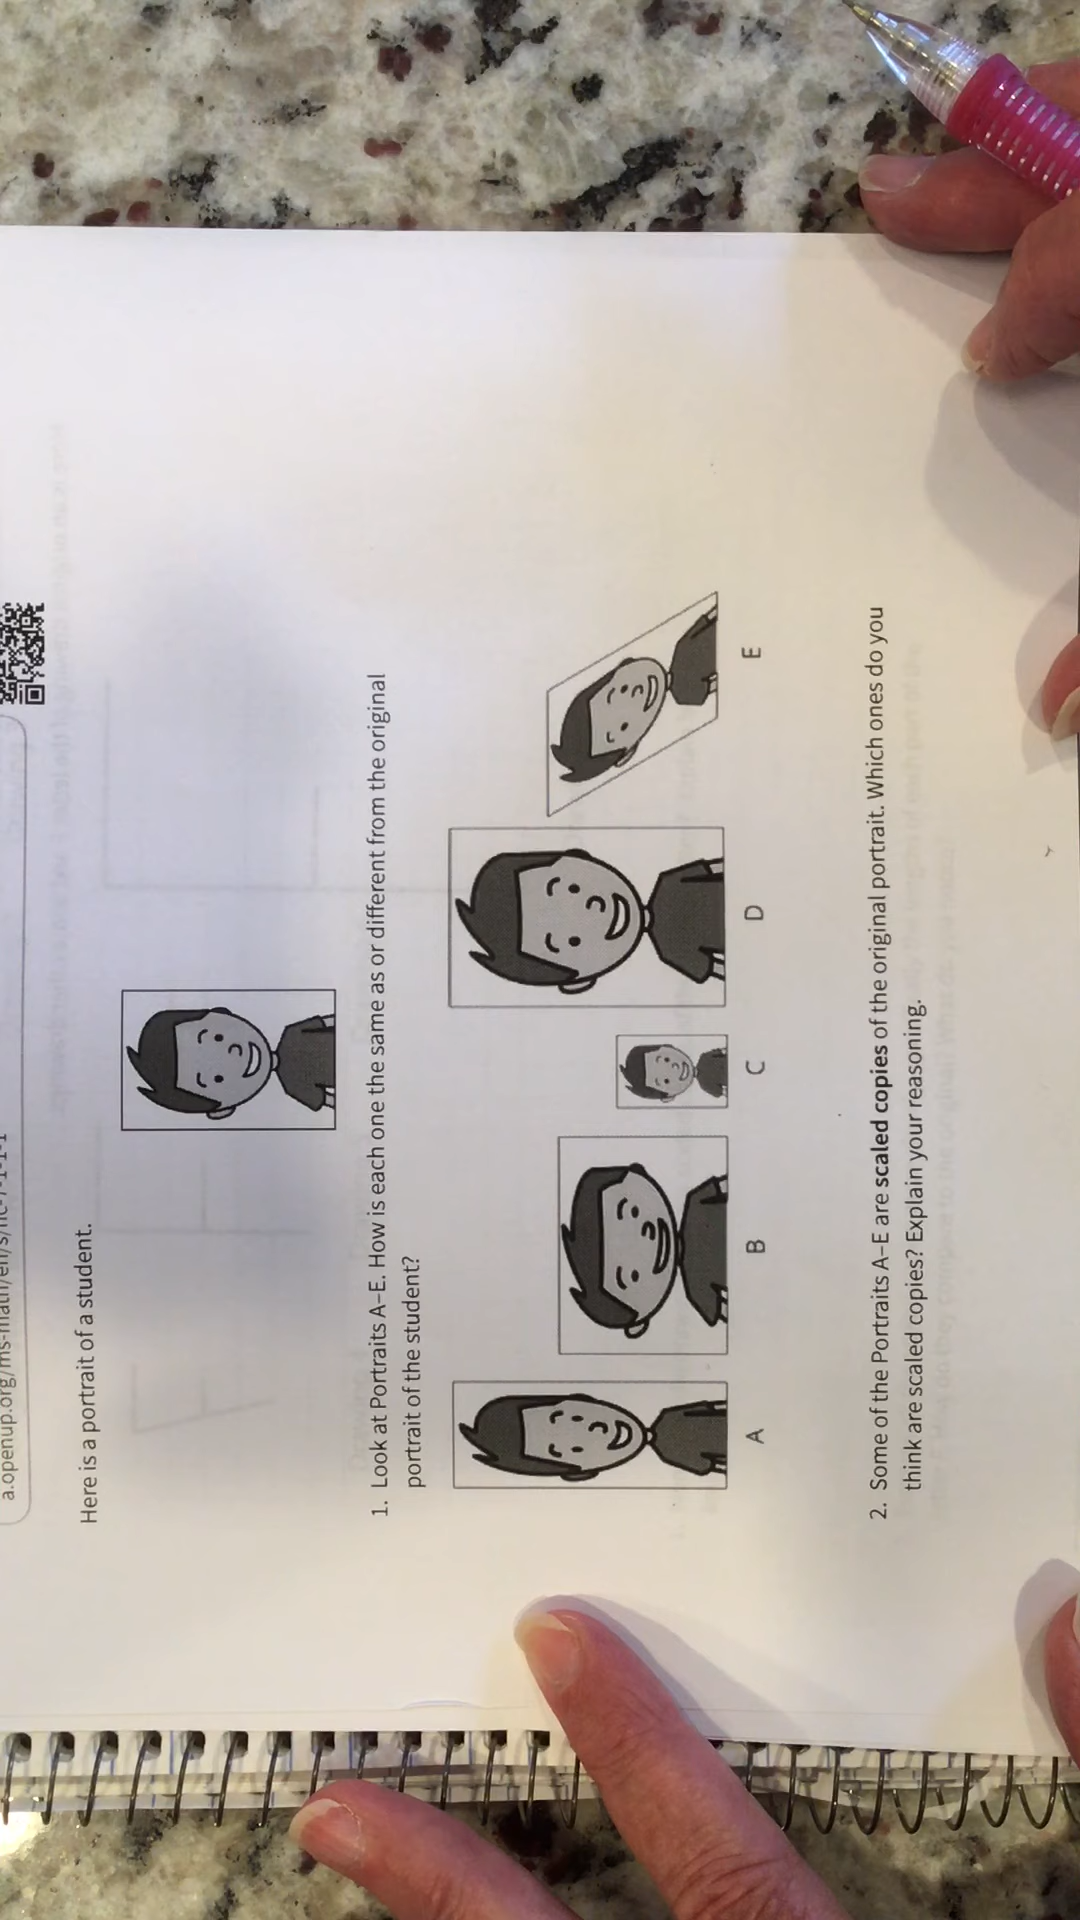 Here is a portrait of a student.
1. Look at Portraits A–E. How is each one the same as or different from the original
portrait of the student?
A B C D E
2. Some of the Portraits A–E are scaled copies of the original portrait. Which ones do you
think are scaled copies? Explain your reasoning.